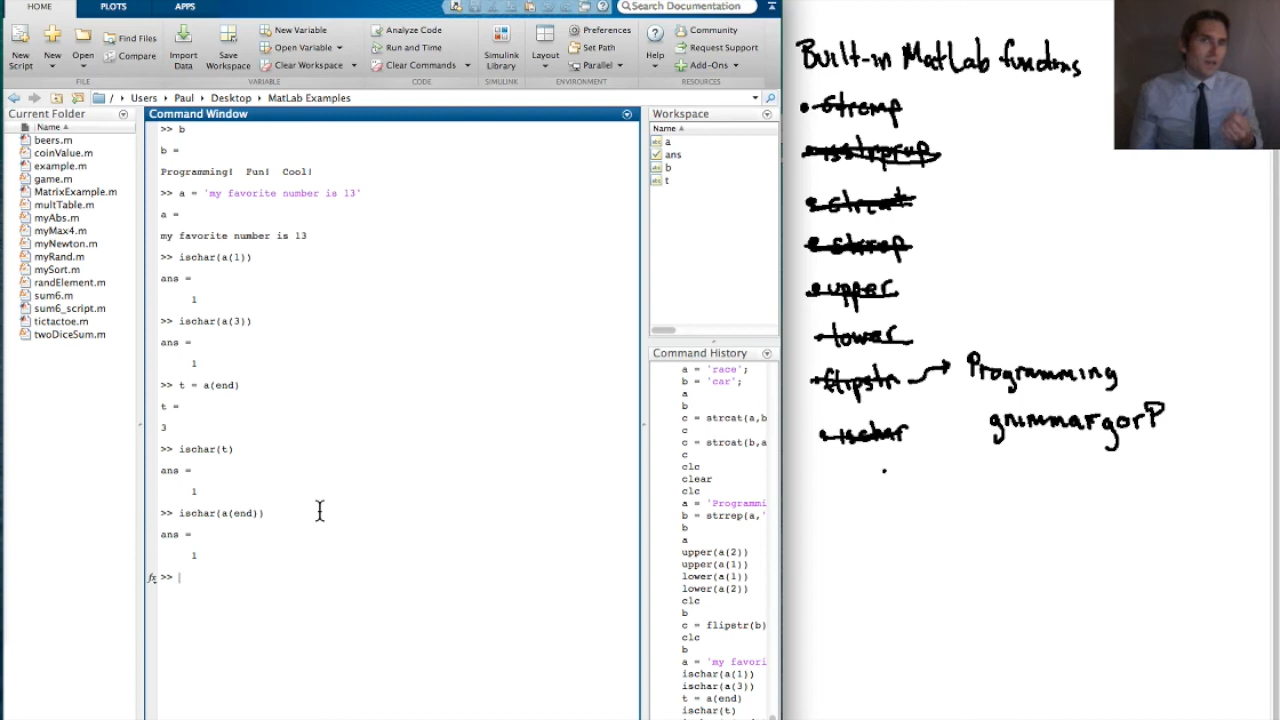 HOME PLOTS APPS
Search Documentation
New Script
New
Open
Find Files
Compare
Import Data
Save Workspace
New Variable
Open Variable
Clear Workspace
Analyze Code
Run and Time
Clear Commands
Simulink Library
Layout
Preferences
Set Path
Parallel
Help
Community
Request Support
Add-Ons
FILE VARIABLE CODE SIMULINK ENVIRONMENT RESOURCES
/ Users Paul Desktop MatLab Examples
Current Folder
Name
beers.m
coinValue.m
example.m
game.m
MatrixExample.m
multTable.m
myAbs.m
myMax4.m
myNewton.m
myRand.m
mySort.m
randElement.m
sum6.m
sum6_script.m
tictactoe.m
twoDiceSum.m
Command Window
>> b
b =
Programming! Fun! Cool!
>> a = 'my favorite number is 13'
a =
my favorite number is 13
>> ischar(a(1))
ans =
1
>> ischar(a(3))
ans =
1
>> t = a(end)
t =
3
>> ischar(t)
ans =
1
>> ischar(a(end))
ans =
1
fx >>
Workspace
Name
a
ans
b
t
Command History
a = 'race';
b = 'car';
a
b
c = strcat(a,b
c
c = strcat(b,a
c
clc
clear
clc
a = 'Programmi
b = strrep(a,'
b
a
upper(a(2))
upper(a(1))
lower(a(1))
lower(a(2))
clc
b
c = flipstr(b)
clc
b
a = 'my favori
ischar(a(1))
ischar(a(3))
t = a(end)
ischar(t)
Built-in MatLab functions
strcmp
strcat
strrep
upper
lower
flipstr → Programming
gnimmargorP
ischar